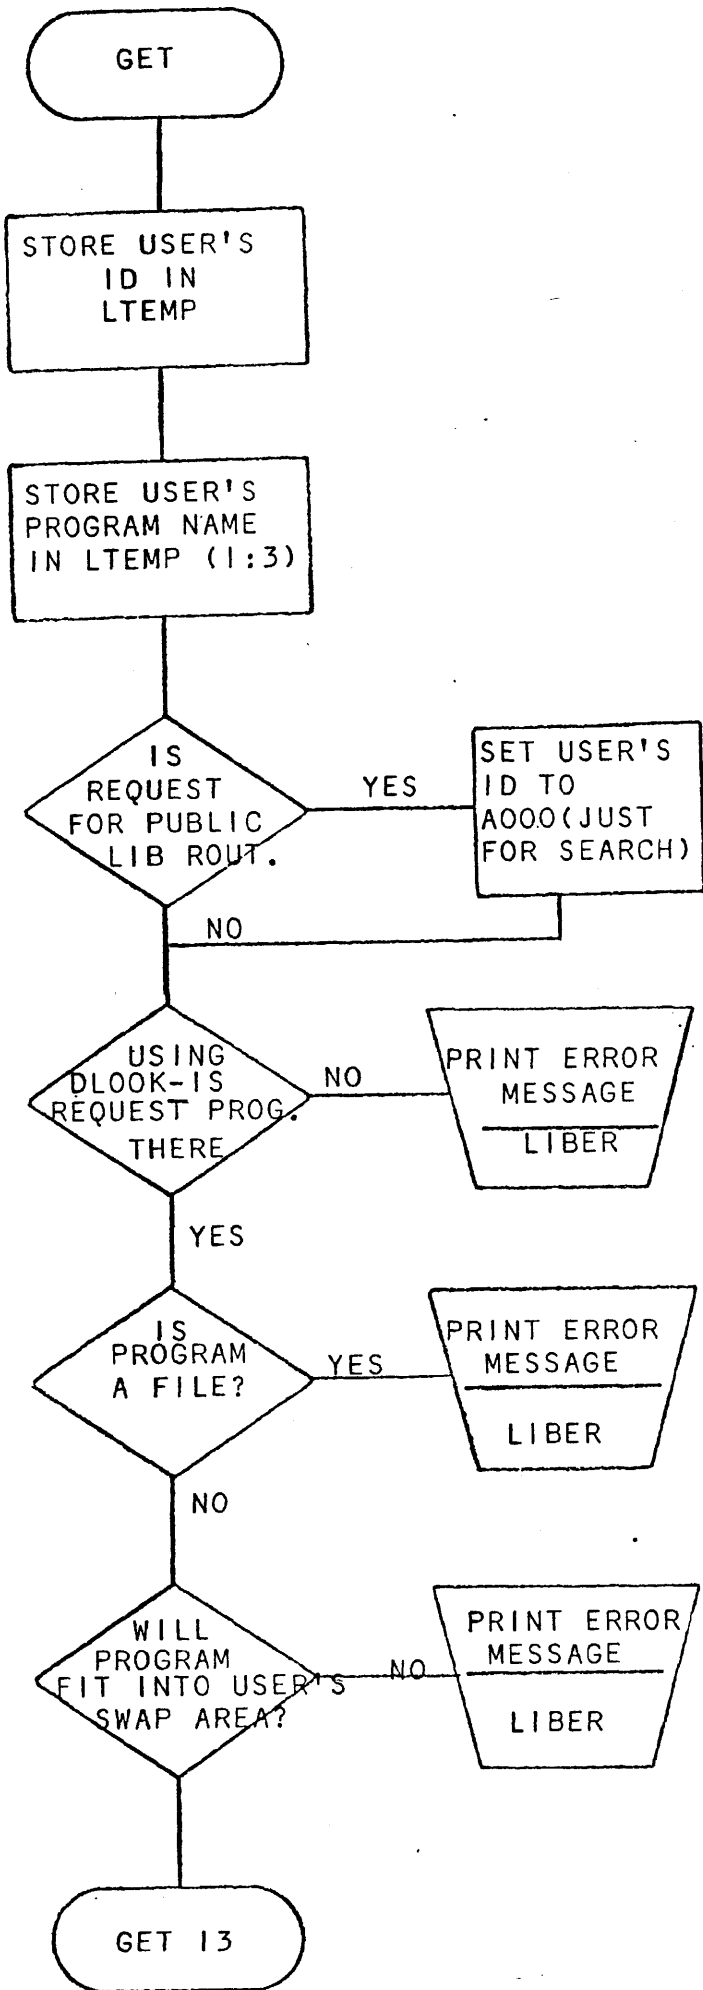 GET
STORE USER'S
ID IN
LTEMP
STORE USER'S
PROGRAM NAME
IN LTEMP (1:3)
IS
REQUEST
FOR PUBLIC
LIB ROUT.
YES
SET USER'S
ID TO
A000(JUST
FOR SEARCH)
NO
USING
DLOOK-IS
REQUEST PROG.
THERE
NO
PRINT ERROR
MESSAGE
LIBER
YES
IS
PROGRAM
A FILE?
YES
PRINT ERROR
MESSAGE
LIBER
NO
WILL
PROGRAM
FIT INTO USER'S
SWAP AREA?
NO
PRINT ERROR
MESSAGE
LIBER
GET 13